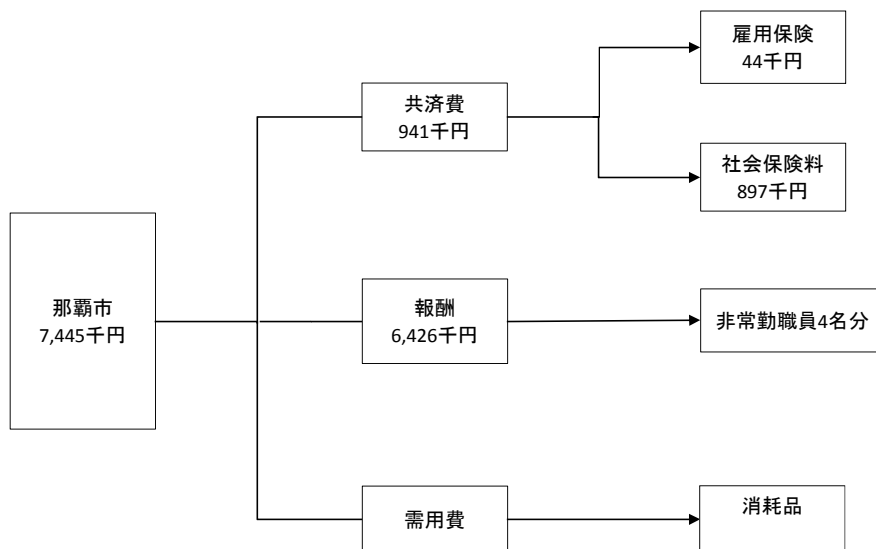 雇用保険
44千円
共済費
941千円
社会保険料
897千円
那覇市
7,445千円
報酬
6,426千円
非常勤職員4名分
需用費
消耗品